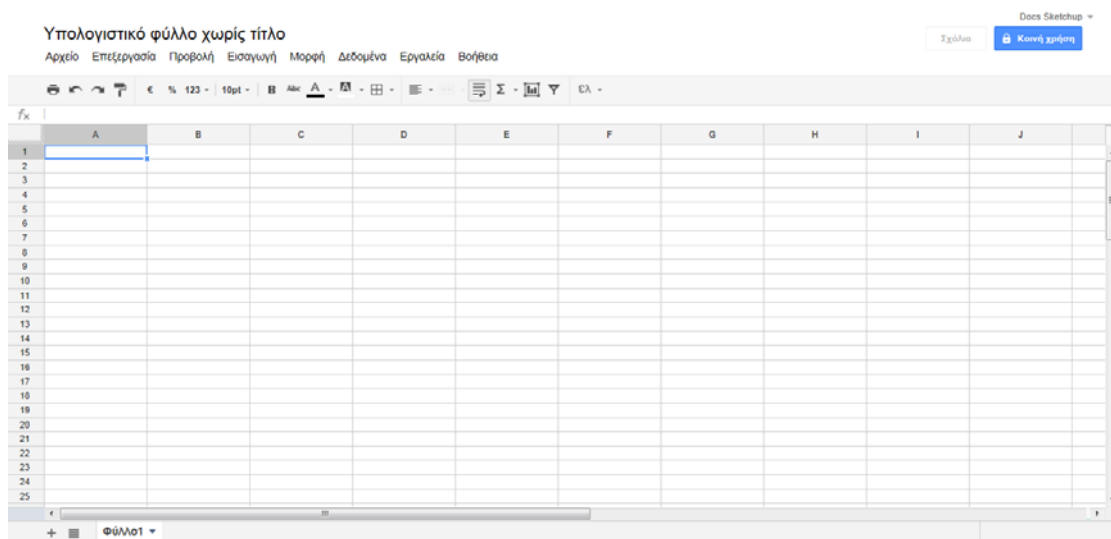 Docs Sketchup
Υπολογιστικό φύλλο χωρίς τίτλο
Σχόλια
Κοινή χρήση
Αρχείο Επεξεργασία Προβολή Εισαγωγή Μορφή Δεδομένα Εργαλεία Βοήθεια
€ % 123 10pt B Abc A A Σ Ελ
fx
A B C D E F G H I J
1
2
3
4
5
6
7
8
9
10
11
12
13
14
15
16
17
18
19
20
21
22
23
24
25
Φύλλο1